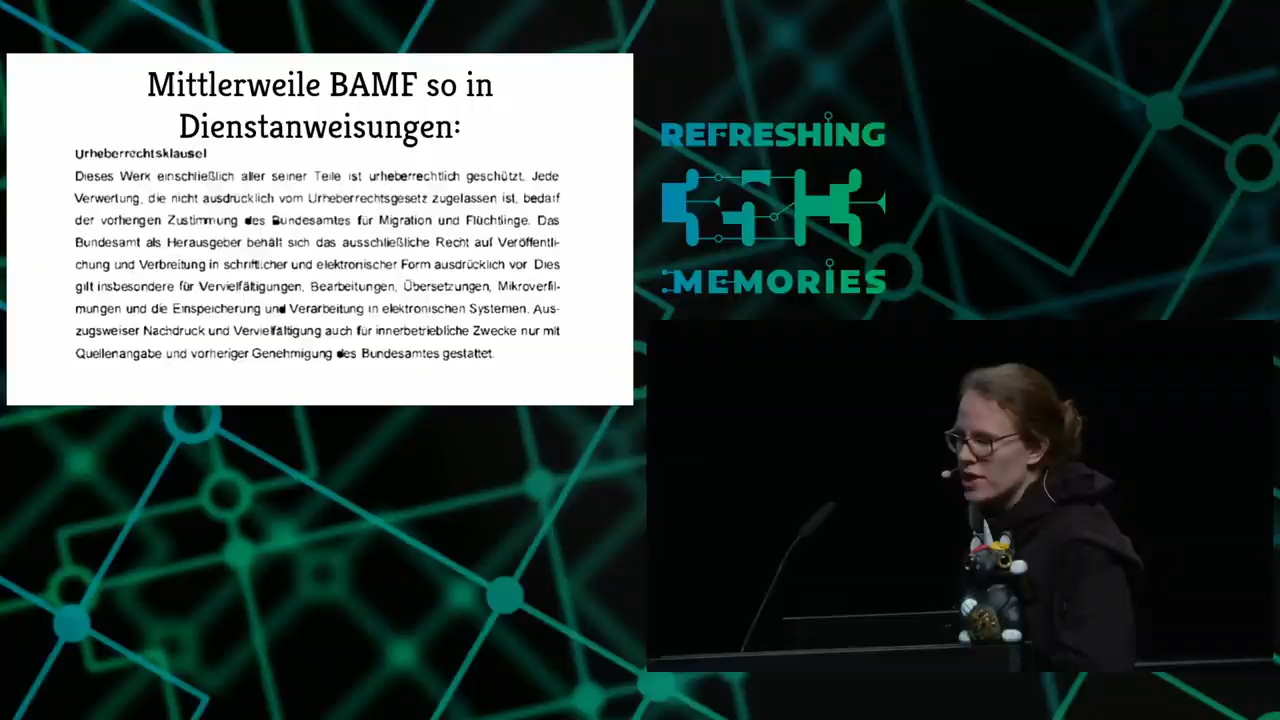 Mittlerweile BAMF so in
Dienstanweisungen:
Urheberrechtsklausel
Dieses Werk einschließlich aller seiner Teile ist urheberrechtlich geschützt. Jede
Verwertung, die nicht ausdrücklich vom Urheberrechtsgesetz zugelassen ist, bedarf
der vorherigen Zustimmung des Bundesamtes für Migration und Flüchtlinge. Das
Bundesamt als Herausgeber behält sich das ausschließliche Recht auf Veröffentli-
chung und Verbreitung in schriftlicher und elektronischer Form ausdrücklich vor. Dies
gilt insbesondere für Vervielfältigungen, Bearbeitungen, Übersetzungen, Mikroverfil-
mungen und die Einspeicherung und Verarbeitung in elektronischen Systemen. Aus-
zugsweiser Nachdruck und Vervielfältigung auch für innerbetriebliche Zwecke nur mit
Quellenangabe und vorheriger Genehmigung des Bundesamtes gestattet.
REFRESHING
MEMORIES